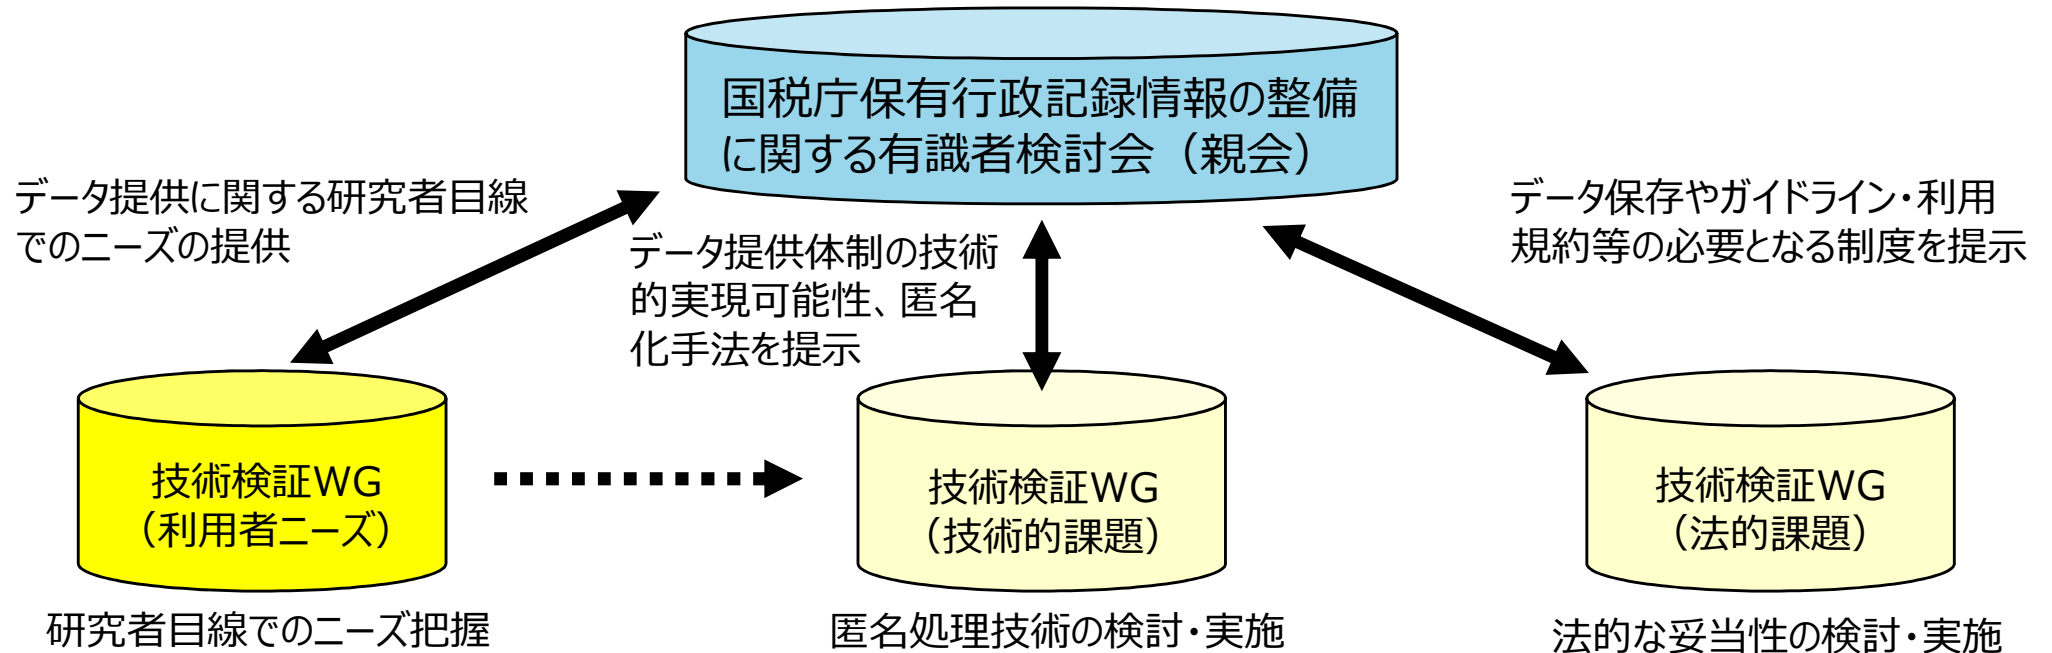 国税庁保有行政記録情報の整備
に関する有識者検討会（親会）
データ提供に関する研究者目線
でのニーズの提供
データ提供体制の技術
的実現可能性、匿名
化手法を提示
データ保存やガイドライン・利用
規約等の必要となる制度を提示
技術検証WG
（利用者ニーズ）
技術検証WG
（技術的課題）
技術検証WG
（法的課題）
研究者目線でのニーズ把握
匿名処理技術の検討・実施
法的な妥当性の検討・実施